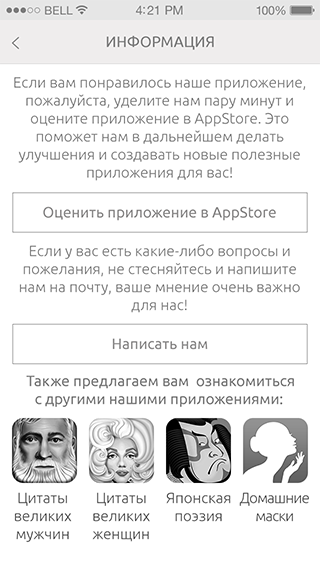 ●●●○○ BELL 4:21 PM 100%
ИНФОРМАЦИЯ
Если вам понравилось наше приложение,
пожалуйста, уделите нам пару минут и
оцените приложение в AppStore. Это
поможет нам в дальнейшем делать
улучшения и создавать новые полезные
приложения для вас!
Оценить приложение в AppStore
Если у вас есть какие-либо вопросы и
пожелания, не стесняйтесь и напишите
нам на почту, ваше мнение очень важно
для нас!
Написать нам
Также предлагаем вам ознакомиться
с другими нашими приложениями:
Цитаты
великих
мужчин
Цитаты
великих
женщин
Японская
поэзия
Домашние
маски